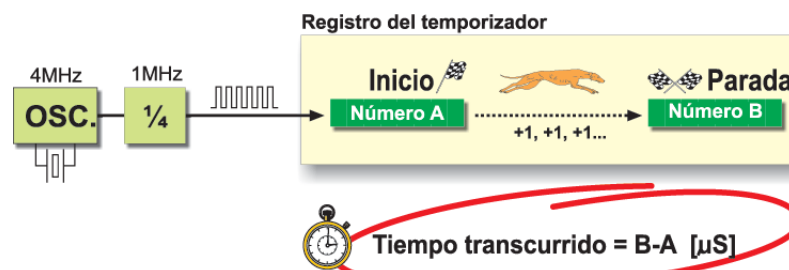 Registro del temporizador
4MHz
1MHz
OSC.
¼
Inicio
Parada
Número A
Número B
+1, +1, +1...
Tiempo transcurrido = B-A [µS]